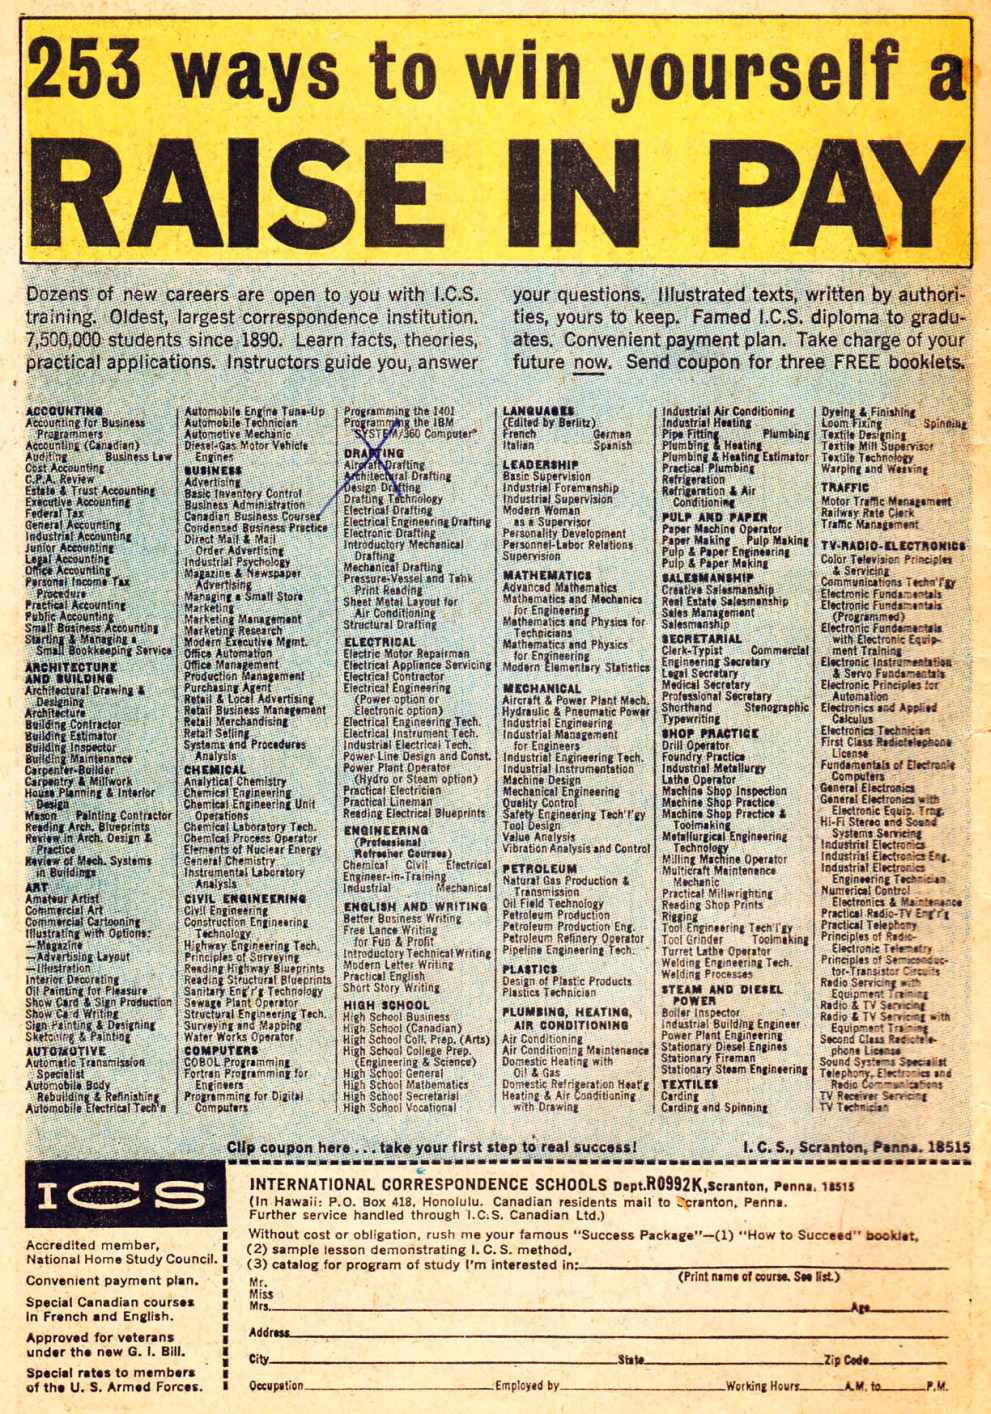 253 ways to win yourself a
RAISE IN PAY
Dozens of new careers are open to you with I.C.S.
training. Oldest, largest correspondence institution.
7,500,000 students since 1890. Learn facts, theories,
practical applications. Instructors guide you, answer
your questions. Illustrated texts, written by authori-
ties, yours to keep. Famed I.C.S. diploma to gradu-
ates. Convenient payment plan. Take charge of your
future now. Send coupon for three FREE booklets.
ACCOUNTING
Accounting for Business
Programmers
Accounting (Canadian)
Auditing Business Law
Cost Accounting
C.P.A. Review
Estate & Trust Accounting
Executive Accounting
Federal Tax
General Accounting
Industrial Accounting
Junior Accounting
Legal Accounting
Office Accounting
Personal Income Tax
Procedure
Practical Accounting
Public Accounting
Small Business Accounting
Starting & Managing a
Small Bookkeeping Service
ARCHITECTURE
AND BUILDING
Architectural Drawing &
Designing
Architecture
Building Contractor
Building Estimator
Building Inspector
Building Maintenance
Carpenter-Builder
Carpentry & Millwork
House Planning & Interior
Design
Mason Painting Contractor
Reading Arch. Blueprints
Review in Arch. Design &
Practice
Review of Mech. Systems
in Buildings
ART
Amateur Artist
Commercial Art
Commercial Cartooning
Illustrating with Options:
—Magazine
—Advertising Layout
—Illustration
Interior Decorating
Oil Painting for Pleasure
Show Card & Sign Production
Show Card Writing
Sign Painting & Designing
Sketching & Painting
AUTOMOTIVE
Automatic Transmission
Specialist
Automobile Body
Rebuilding & Refinishing
Automobile Electrical Tech'n
Automobile Engine Tune-Up
Automobile Technician
Automotive Mechanic
Diesel-Gas Motor Vehicle
Engines
BUSINESS
Advertising
Basic Inventory Control
Business Administration
Canadian Business Course
Condensed Business Practice
Direct Mail & Mail
Order Advertising
Industrial Psychology
Magazine & Newspaper
Advertising
Managing a Small Store
Marketing
Marketing Management
Marketing Research
Modern Executive Mgmt.
Office Automation
Office Management
Production Management
Purchasing Agent
Retail & Local Advertising
Retail Business Management
Retail Merchandising
Retail Selling
Systems and Procedures
Analysis
CHEMICAL
Analytical Chemistry
Chemical Engineering
Chemical Engineering Unit
Operations
Chemical Laboratory Tech.
Chemical Process Operator
Elements of Nuclear Energy
General Chemistry
Instrumental Laboratory
Analysis
CIVIL ENGINEERING
Civil Engineering
Construction Engineering
Technology
Highway Engineering Tech.
Principles of Surveying
Reading Highway Blueprints
Reading Structural Blueprints
Sanitary Eng'r'g Technology
Sewage Plant Operator
Structural Engineering Tech.
Surveying and Mapping
Water Works Operator
COMPUTERS
COBOL Programming
Fortran Programming for
Engineers
Programming for Digital
Computers
Programming the 1401
Programming the IBM
"SYSTEM/360 Computer"
DRAFTING
Aircraft Drafting
Architectural Drafting
Design Drafting
Drafting Technology
Electrical Drafting
Electrical Engineering Drafting
Electronic Drafting
Introductory Mechanical
Drafting
Mechanical Drafting
Pressure-Vessel and Tank
Print Reading
Sheet Metal Layout for
Air Conditioning
Structural Drafting
ELECTRICAL
Electric Motor Repairman
Electrical Appliance Servicing
Electrical Contractor
Electrical Engineering
(Power option or
Electronic option)
Electrical Engineering Tech.
Electrical Instrument Tech.
Industrial Electrical Tech.
Power Line Design and Const.
Power Plant Operator
(Hydro or Steam option)
Practical Electrician
Practical Lineman
Reading Electrical Blueprints
ENGINEERING
(Professional
Refresher Courses)
Chemical Civil Electrical
Engineer-in-Training
Industrial Mechanical
ENGLISH AND WRITING
Better Business Writing
Free Lance Writing
for Fun & Profit
Introductory Technical Writing
Modern Letter Writing
Practical English
Short Story Writing
HIGH SCHOOL
High School Business
High School (Canadian)
High School Coll. Prep. (Arts)
High School College Prep.
(Engineering & Science)
High School General
High School Mathematics
High School Secretarial
High School Vocational
LANGUAGES
(Edited by Berlitz)
French German
Italian Spanish
LEADERSHIP
Basic Supervision
Industrial Foremanship
Industrial Supervision
Modern Woman
as a Supervisor
Personality Development
Personnel-Labor Relations
Supervision
MATHEMATICS
Advanced Mathematics
Mathematics and Mechanics
for Engineering
Mathematics and Physics for
Technicians
Mathematics and Physics
for Engineering
Modern Elementary Statistics
MECHANICAL
Aircraft & Power Plant Mech.
Hydraulic & Pneumatic Power
Industrial Engineering
Industrial Management
for Engineers
Industrial Engineering Tech.
Industrial Instrumentation
Machine Design
Mechanical Engineering
Quality Control
Safety Engineering Tech'l'gy
Tool Design
Value Analysis
Vibration Analysis and Control
PETROLEUM
Natural Gas Production &
Transmission
Oil Field Technology
Petroleum Production
Petroleum Production Eng.
Petroleum Refinery Operator
Pipeline Engineering Tech.
PLASTICS
Design of Plastic Products
Plastics Technician
PLUMBING, HEATING,
AIR CONDITIONING
Air Conditioning
Air Conditioning Maintenance
Domestic Heating with
Oil & Gas
Domestic Refrigeration Heat'g
Heating & Air Conditioning
with Drawing
Industrial Air Conditioning
Industrial Heating
Pipe Fitting Plumbing
Plumbing & Heating
Plumbing & Heating Estimator
Practical Plumbing
Refrigeration
Refrigeration & Air
Conditioning
PULP AND PAPER
Paper Machine Operator
Paper Making Pulp Making
Pulp & Paper Engineering
Pulp & Paper Making
SALESMANSHIP
Creative Salesmanship
Real Estate Salesmanship
Sales Management
Salesmanship
SECRETARIAL
Clerk-Typist Commercial
Engineering Secretary
Legal Secretary
Medical Secretary
Professional Secretary
Shorthand Stenographic
Typewriting
SHOP PRACTICE
Drill Operator
Foundry Practice
Industrial Metallurgy
Lathe Operator
Machine Shop Inspection
Machine Shop Practice
Machine Shop Practice &
Toolmaking
Metallurgical Engineering
Technology
Milling Machine Operator
Multicraft Maintenance
Mechanic
Practical Millwrighting
Reading Shop Prints
Rigging
Tool Engineering Tech'l'gy
Tool Grinder Toolmaking
Turret Lathe Operator
Welding Engineering Tech.
Welding Processes
STEAM AND DIESEL
POWER
Boiler Inspector
Industrial Building Engineer
Power Plant Engineering
Stationary Diesel Engines
Stationary Fireman
Stationary Steam Engineering
TEXTILES
Carding
Carding and Spinning
Dyeing & Finishing
Loom Fixing Spinning
Textile Designing
Textile Mill Supervisor
Textile Technology
Warping and Weaving
TRAFFIC
Motor Traffic Management
Railway Rate Clerk
Traffic Management
TV-RADIO-ELECTRONICS
Color Television Principles
& Servicing
Communications Techn'l'gy
Electronic Fundamentals
Electronic Fundamentals
(Programmed)
Electronic Fundamentals
with Electronic Equip-
ment Training
Electronic Instrumentation
& Servo Fundamentals
Electronic Principles for
Automation
Electronics and Applied
Calculus
Electronics Technician
First Class Radiotelephone
License
Fundamentals of Electronic
Computers
General Electronics
General Electronics with
Electronic Equip. Trng.
Hi-Fi Stereo and Sound
Systems Servicing
Industrial Electronics
Industrial Electronics Eng.
Industrial Electronics
Engineering Technician
Numerical Control
Electronics & Maintenance
Practical Radio-TV Eng'r'g
Practical Telephony
Principles of Radio-
Electronic Telemetry
Principles of Semiconduc-
tor-Transistor Circuits
Radio Servicing with
Equipment Training
Radio & TV Servicing
Radio & TV Servicing with
Equipment Training
Second Class Radiotele-
phone License
Sound Systems Specialist
Telephony, Electronics and
Radio Communications
TV Receiver Servicing
TV Technician
Clip coupon here . . . take your first step to real success! I. C. S., Scranton, Penna. 18515
ICS
Accredited member,
National Home Study Council.
Convenient payment plan.
Special Canadian courses
in French and English.
Approved for veterans
under the new G. I. Bill.
Special rates to members
of the U. S. Armed Forces.
INTERNATIONAL CORRESPONDENCE SCHOOLS Dept. R0992K, Scranton, Penna. 18515
(In Hawaii: P.O. Box 418, Honolulu. Canadian residents mail to Scranton, Penna.
Further service handled through I.C.S. Canadian Ltd.)
Without cost or obligation, rush me your famous "Success Package"—(1) "How to Succeed" booklet,
(2) sample lesson demonstrating I. C. S. method,
(3) catalog for program of study I'm interested in:
(Print name of course. See list.)
Mr.
Miss
Mrs. Age
Address
City State Zip Code
Occupation Employed by Working Hours A.M. to P.M.